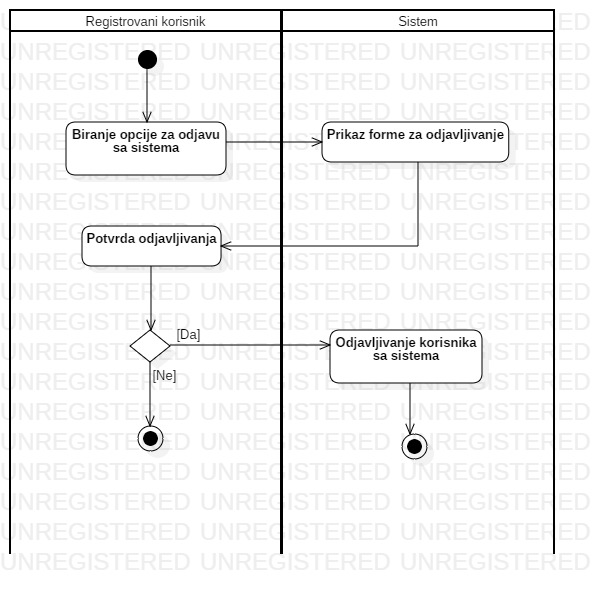 Registrovani korisnik
Sistem
Biranje opcije za odjavu
sa sistema
Prikaz forme za odjavljivanje
Potvrda odjavljivanja
[Da]
Odjavljivanje korisnika
sa sistema
[Ne]
UNREGISTERED UNREGISTERED UNREGISTERED